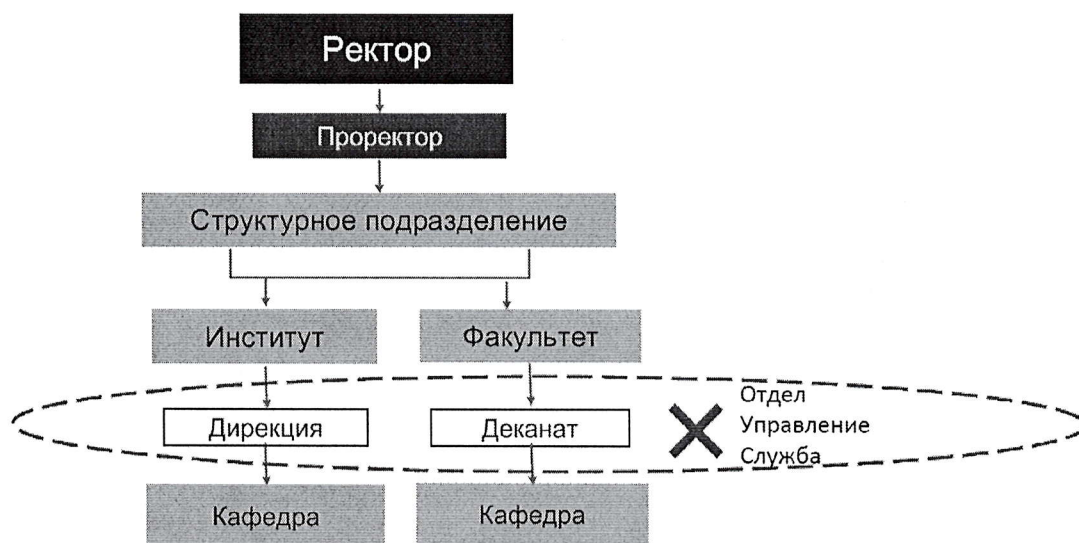 Ректор
Проректор
Структурное подразделение
Институт
Факультет
Дирекция
Деканат
Отдел
Управление
Служба
Кафедра
Кафедра